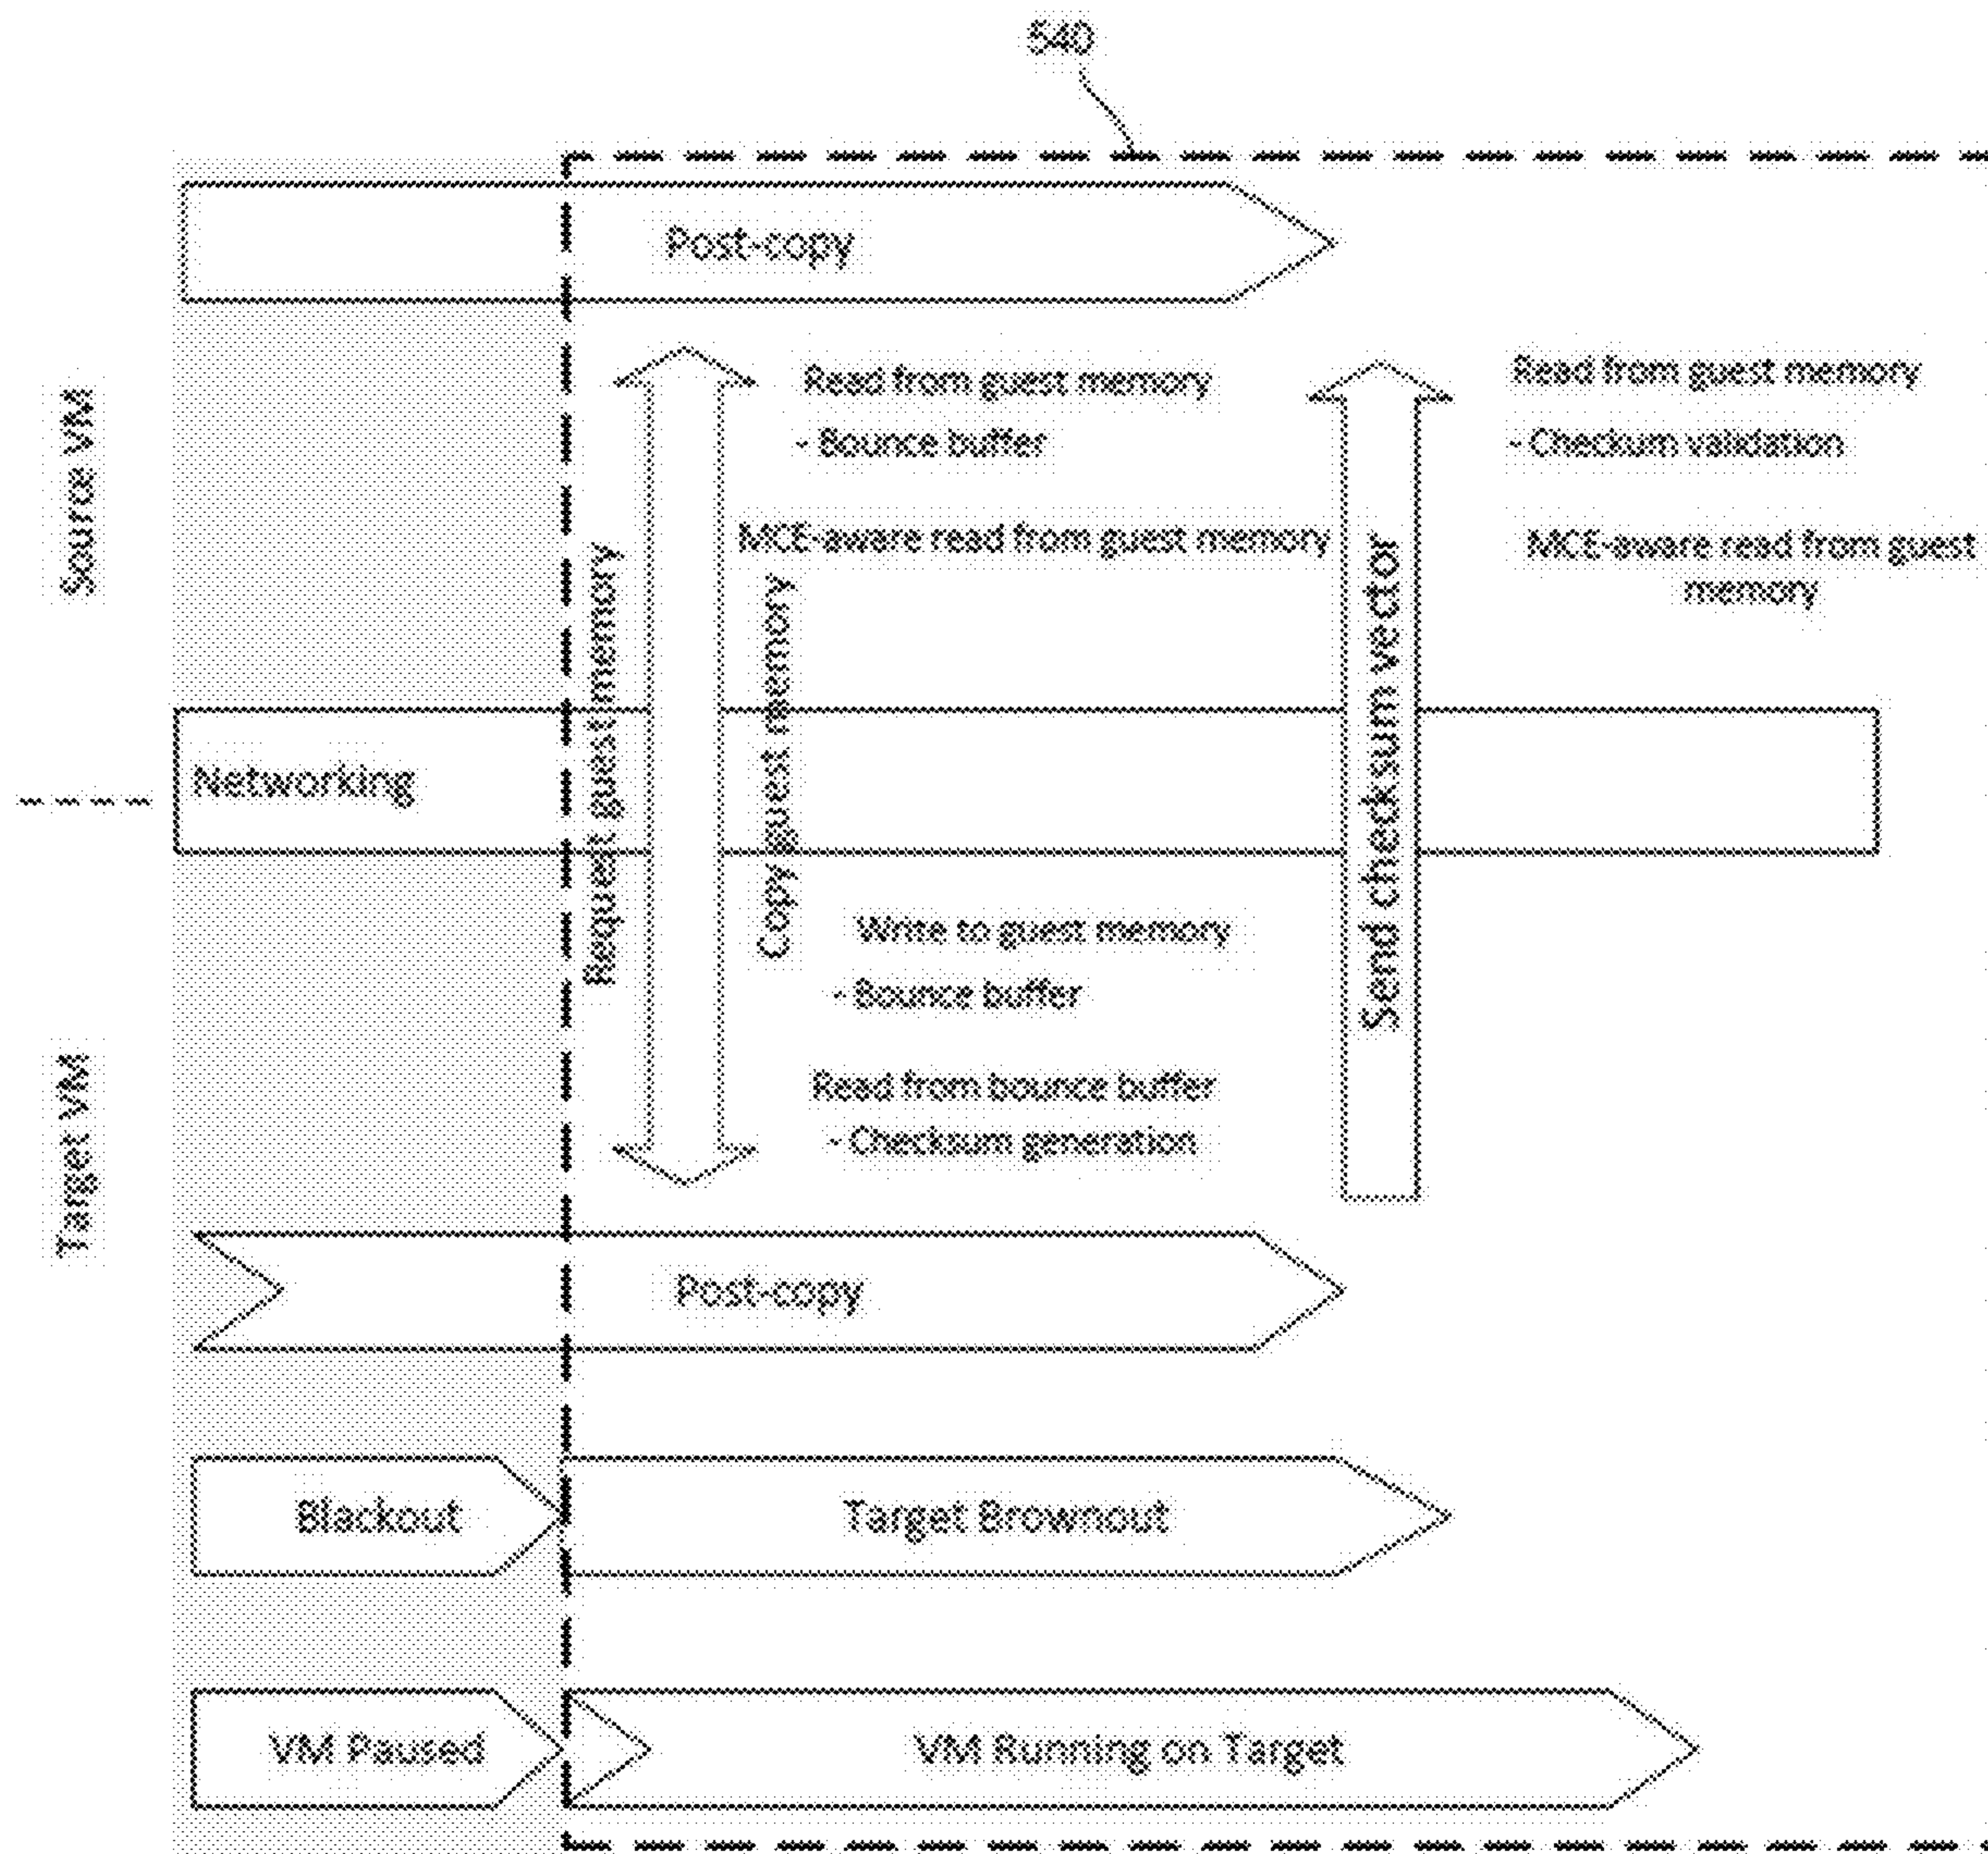 540
Post-copy
Read from guest memory
- Bounce buffer
MCE-aware read from guest memory
Read from guest memory
- Checkum validation
MCE-aware read from guest
memory
Source VM
Request guest memory
Copy guest memory
Send checksum vector
Networking
Write to guest memory
- Bounce buffer
Read from bounce buffer
- Checksum generation
Target VM
Post-copy
Blackout
Target Brownout
VM Paused
VM Running on Target